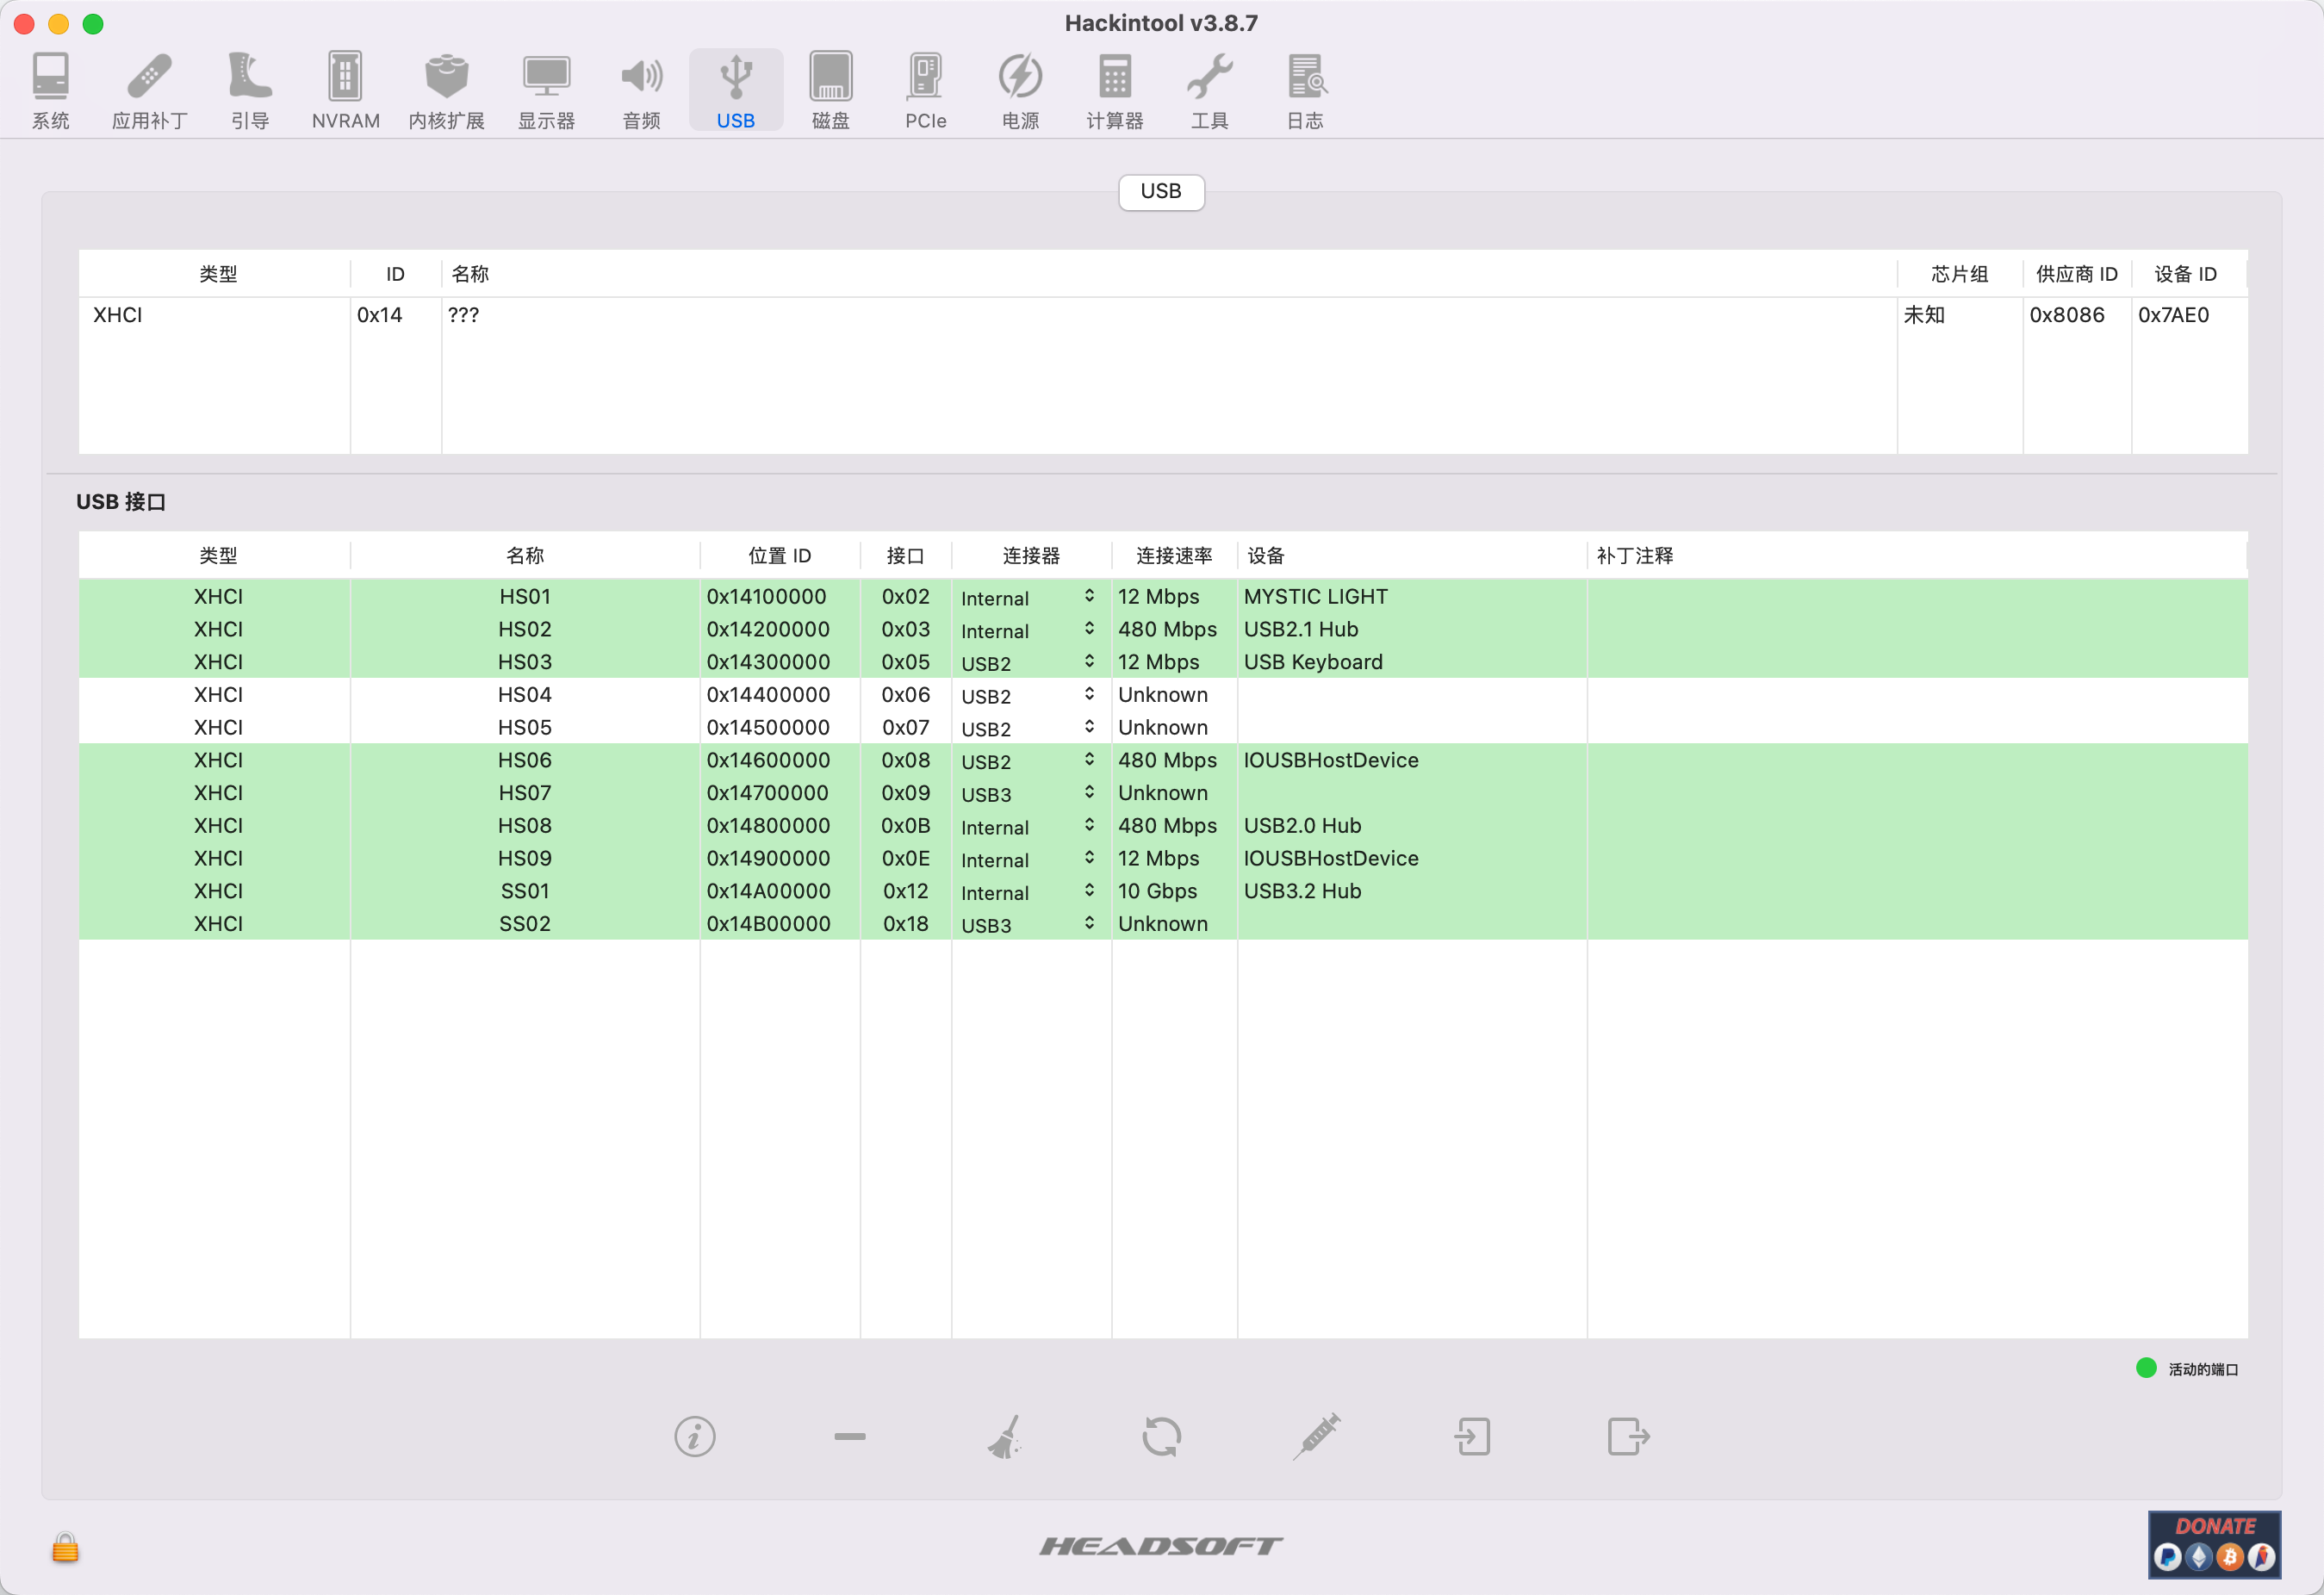 Hackintool v3.8.7
系统 应用补丁 引导 NVRAM 内核扩展 显示器 音频 USB 磁盘 PCIe 电源 计算器 工具 日志
USB
类型 ID 名称 芯片组 供应商 ID 设备 ID
XHCI 0x14 ??? 未知 0x8086 0x7AE0
USB 接口
类型 名称 位置 ID 接口 连接器 连接速率 设备 补丁注释
XHCI HS01 0x14100000 0x02 Internal 12 Mbps MYSTIC LIGHT
XHCI HS02 0x14200000 0x03 Internal 480 Mbps USB2.1 Hub
XHCI HS03 0x14300000 0x05 USB2 12 Mbps USB Keyboard
XHCI HS04 0x14400000 0x06 USB2 Unknown
XHCI HS05 0x14500000 0x07 USB2 Unknown
XHCI HS06 0x14600000 0x08 USB2 480 Mbps IOUSBHostDevice
XHCI HS07 0x14700000 0x09 USB3 Unknown
XHCI HS08 0x14800000 0x0B Internal 480 Mbps USB2.0 Hub
XHCI HS09 0x14900000 0x0E Internal 12 Mbps IOUSBHostDevice
XHCI SS01 0x14A00000 0x12 Internal 10 Gbps USB3.2 Hub
XHCI SS02 0x14B00000 0x18 USB3 Unknown
活动的端口
HEADSOFT
DONATE